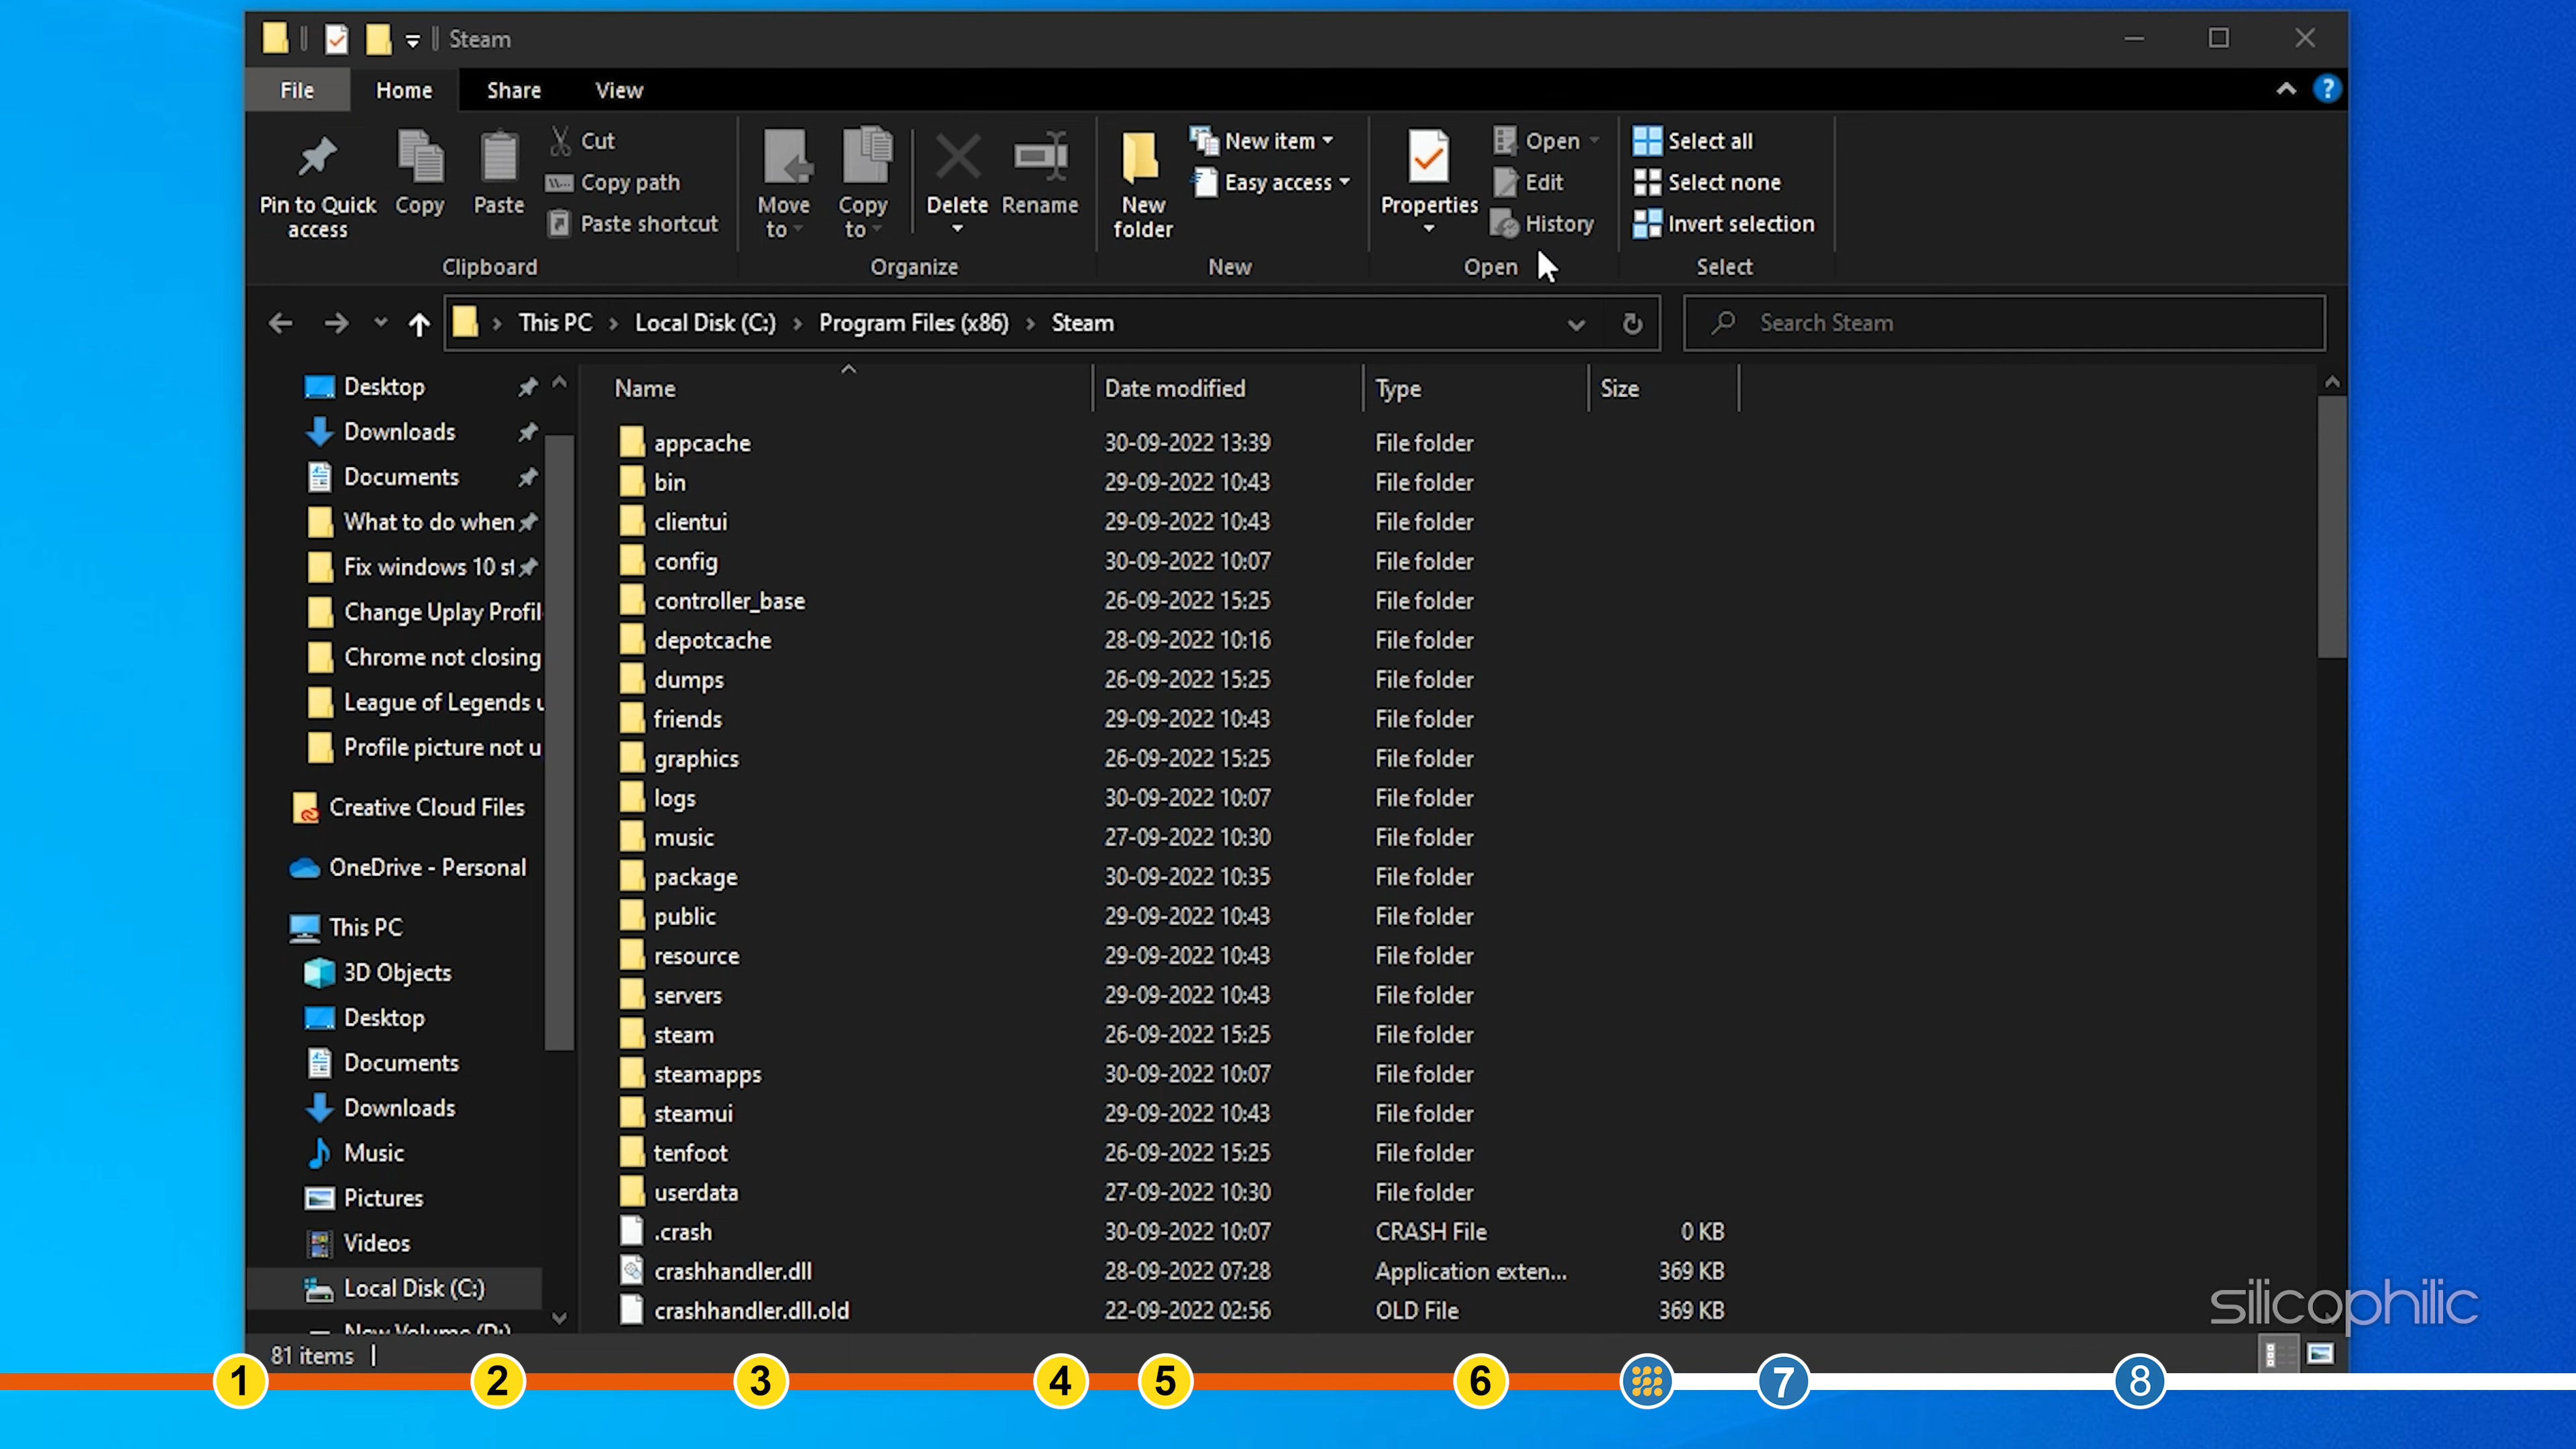 Steam
File Home Share View
Pin to Quick access
Copy
Paste
Cut
Copy path
Paste shortcut
Clipboard
Move to
Copy to
Delete
Rename
Organize
New folder
New item
Easy access
New
Properties
Open
Edit
History
Open
Select all
Select none
Invert selection
Select
This PC > Local Disk (C:) > Program Files (x86) > Steam
Search Steam
Desktop
Downloads
Documents
What to do when
Fix windows 10 st
Change Uplay Profil
Chrome not closing
League of Legends u
Profile picture not u
Creative Cloud Files
OneDrive - Personal
This PC
3D Objects
Desktop
Documents
Downloads
Music
Pictures
Videos
Local Disk (C:)
New Volume (D:)
Name Date modified Type Size
appcache 30-09-2022 13:39 File folder
bin 29-09-2022 10:43 File folder
clientui 29-09-2022 10:43 File folder
config 30-09-2022 10:07 File folder
controller_base 26-09-2022 15:25 File folder
depotcache 28-09-2022 10:16 File folder
dumps 26-09-2022 15:25 File folder
friends 29-09-2022 10:43 File folder
graphics 26-09-2022 15:25 File folder
logs 30-09-2022 10:07 File folder
music 27-09-2022 10:30 File folder
package 30-09-2022 10:35 File folder
public 29-09-2022 10:43 File folder
resource 29-09-2022 10:43 File folder
servers 29-09-2022 10:43 File folder
steam 26-09-2022 15:25 File folder
steamapps 30-09-2022 10:07 File folder
steamui 29-09-2022 10:43 File folder
tenfoot 26-09-2022 15:25 File folder
userdata 27-09-2022 10:30 File folder
.crash 30-09-2022 10:07 CRASH File 0 KB
crashhandler.dll 28-09-2022 07:28 Application exten... 369 KB
crashhandler.dll.old 22-09-2022 02:56 OLD File 369 KB
silicophilic
81 items
1 2 3 4 5 6 7 8